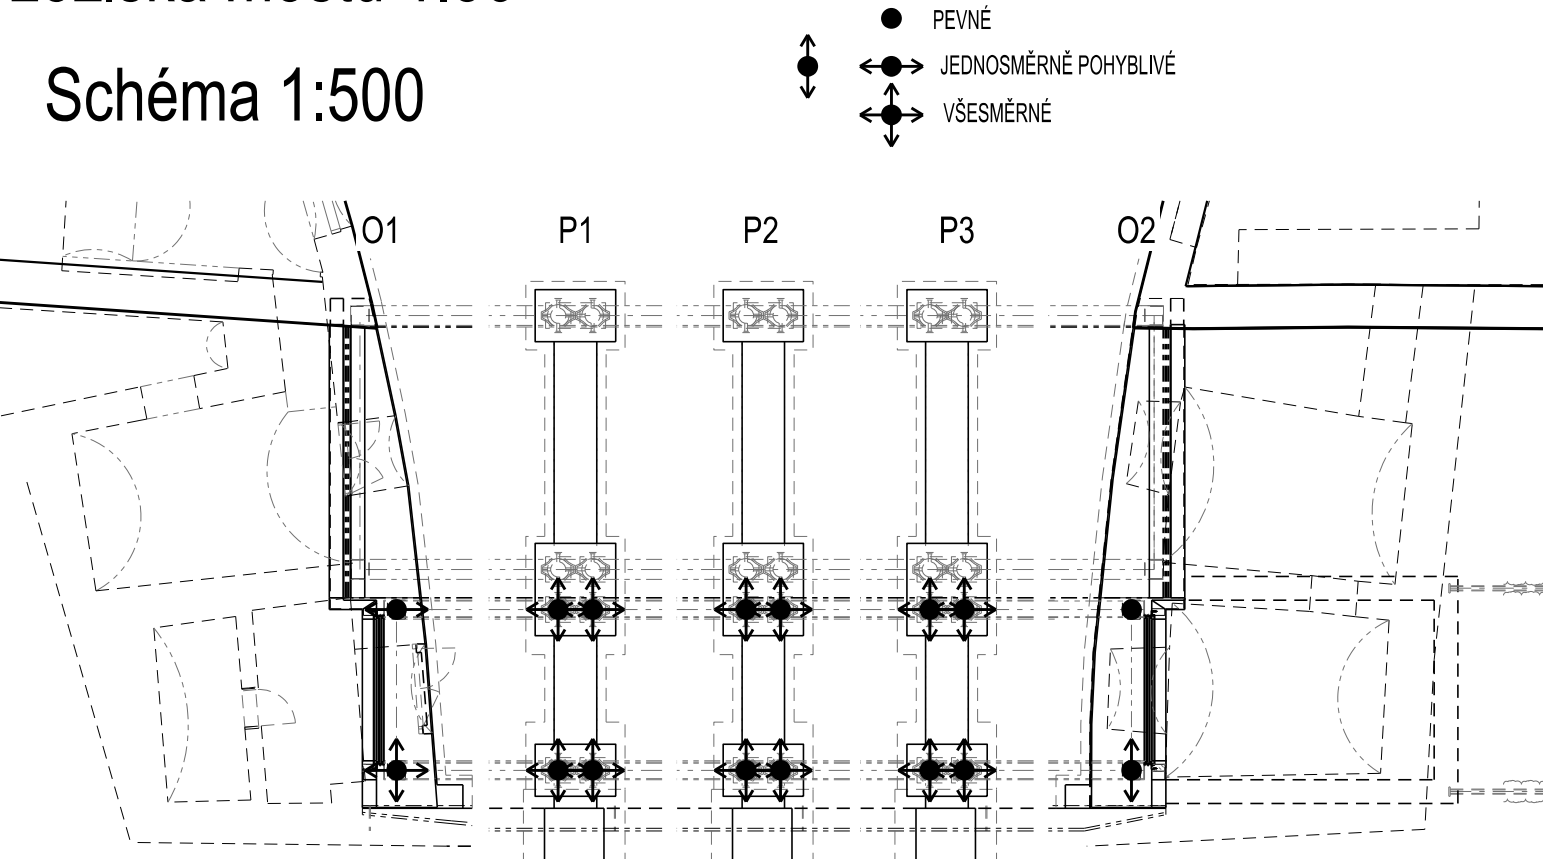 Schéma 1:500
PEVNÉ
JEDNOSMĚRNĚ POHYBLIVÉ
VŠESMĚRNÉ
O1 P1 P2 P3 O2